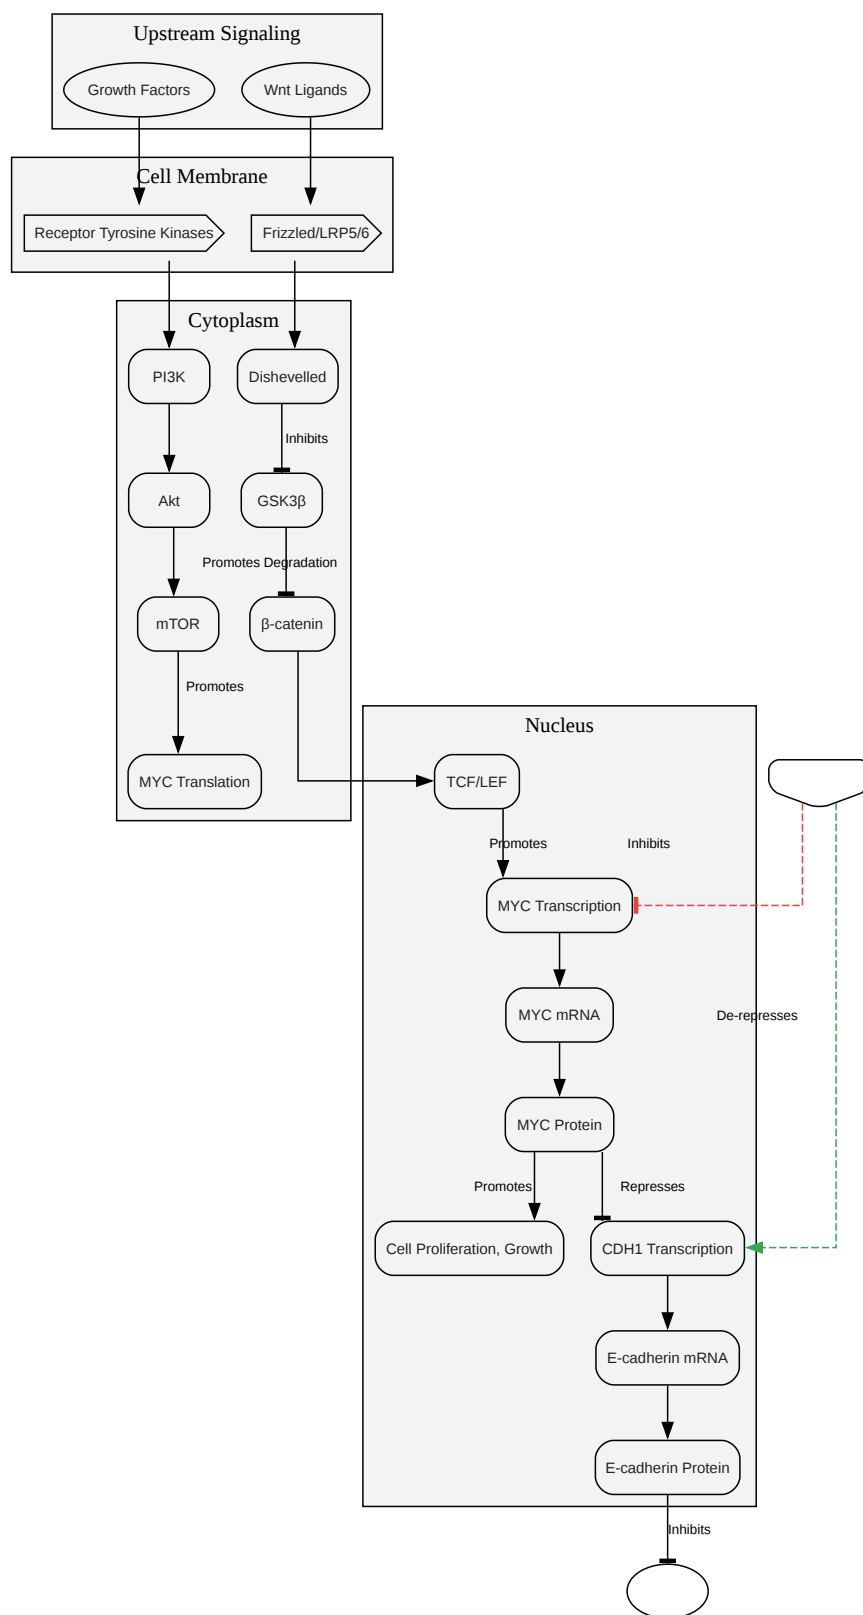 Upstream Signaling
Growth Factors
Wnt Ligands
Cell Membrane
Receptor Tyrosine Kinases
Frizzled/LRP5/6
Cytoplasm
PI3K
Dishevelled
Inhibits
Akt
GSK3β
Promotes Degradation
mTOR
β-catenin
Promotes
MYC Translation
Nucleus
TCF/LEF
Promotes
Inhibits
MYC Transcription
MYC mRNA
De-represses
MYC Protein
Promotes
Represses
Cell Proliferation, Growth
CDH1 Transcription
E-cadherin mRNA
E-cadherin Protein
Inhibits